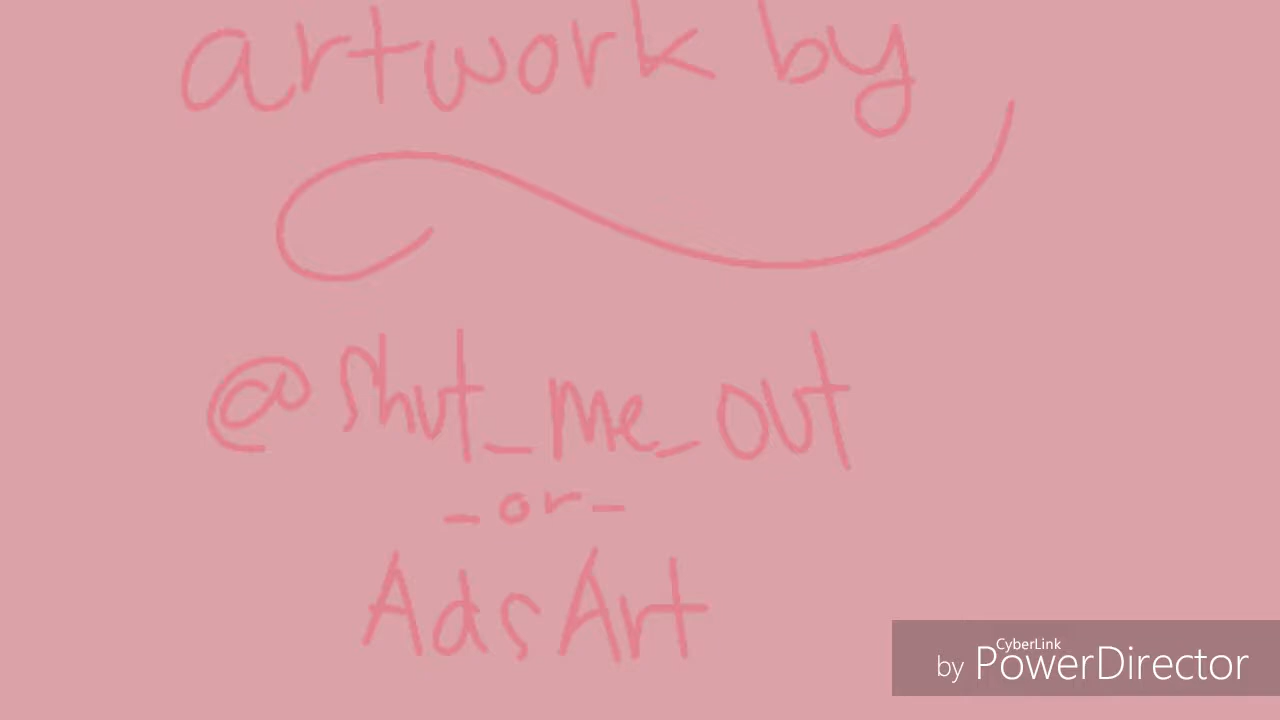 artwork by
@shut_me_out
-or-
AdsArt
CyberLink
by PowerDirector